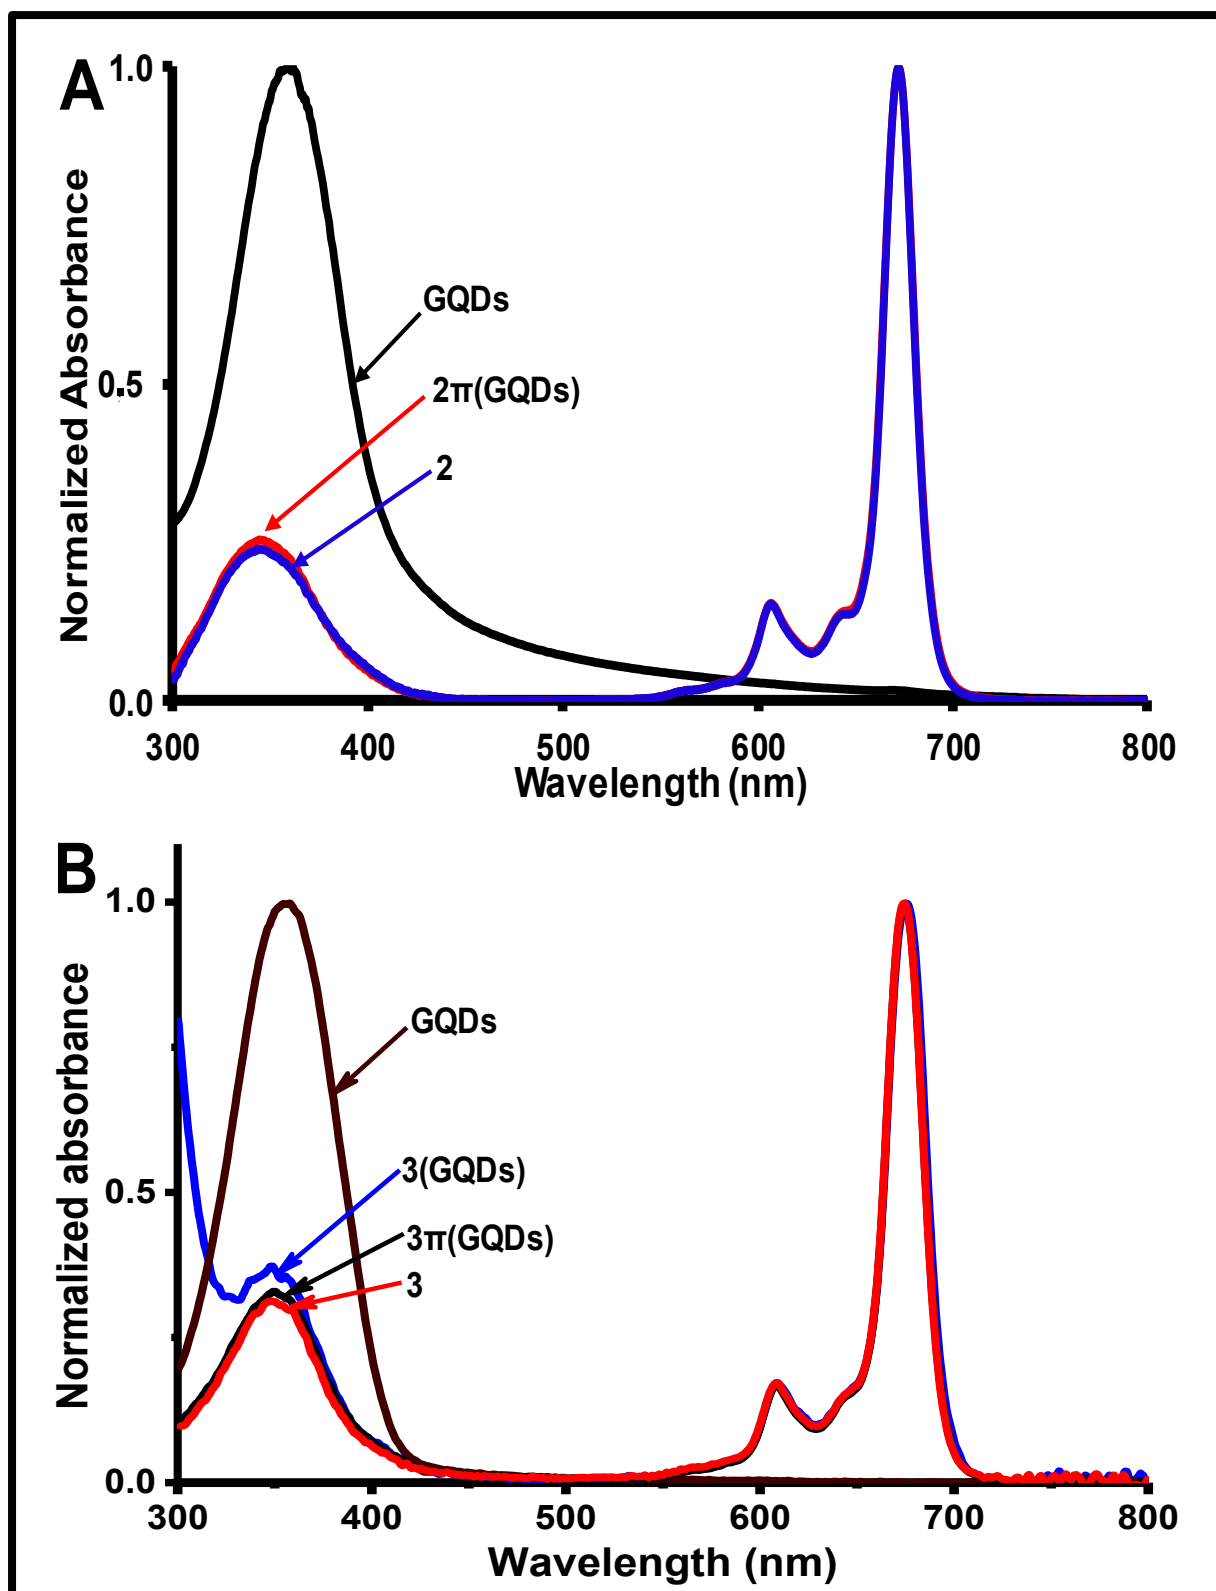 A
1.0
GQDs
0.5
2π(GQDs)
2
0.0
300 400 500 600 700 800
Wavelength (nm)
Normalized Absorbance
B
1.0
GQDs
0.5
3(GQDs)
3π(GQDs)
3
0.0
300 400 500 600 700 800
Wavelength (nm)
Normalized absorbance